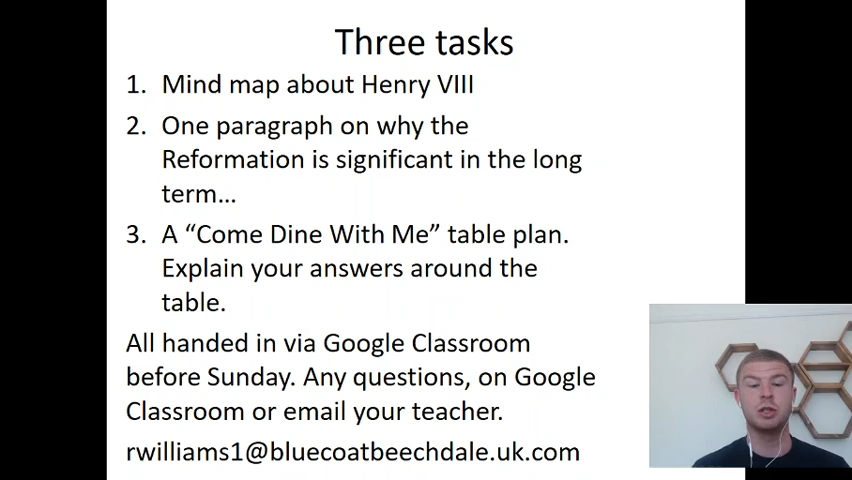 Three tasks
1. Mind map about Henry VIII
2. One paragraph on why the
Reformation is significant in the long
term...
3. A “Come Dine With Me” table plan.
Explain your answers around the
table.
All handed in via Google Classroom
before Sunday. Any questions, on Google
Classroom or email your teacher.
rwilliams1@bluecoatbeechdale.uk.com